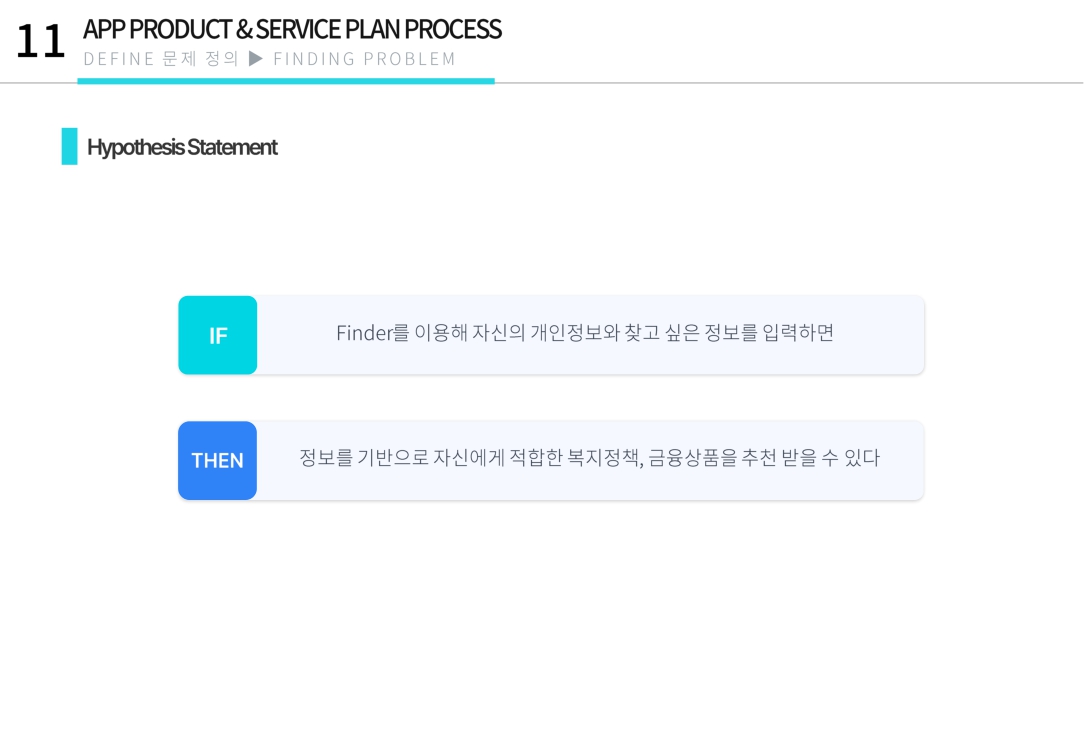 11
APP PRODUCT & SERVICE PLAN PROCESS
DEFINE 문제 정의 ▶ FINDING PROBLEM
Hypothesis Statement
IF
Finder를 이용해 자신의 개인정보와 찾고 싶은 정보를 입력하면
THEN
정보를 기반으로 자신에게 적합한 복지정책, 금융상품을 추천 받을 수 있다